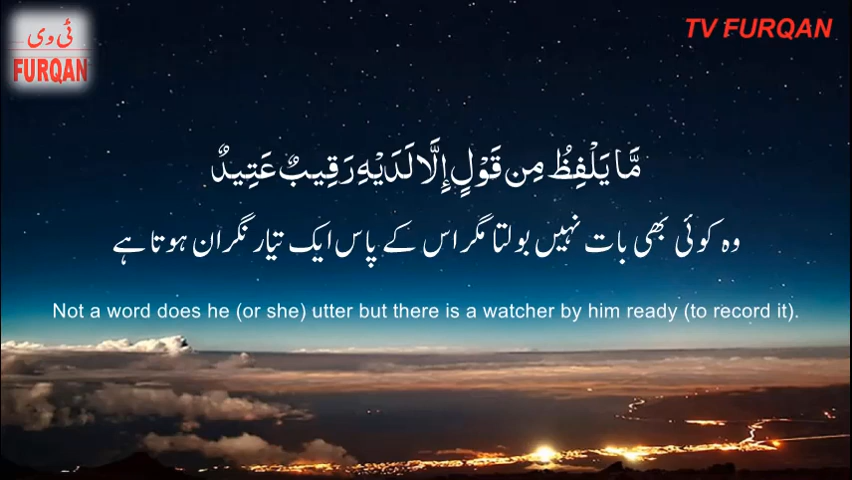 ٹی وی
FURQAN
TV FURQAN
مَّا يَلْفِظُ مِن قَوْلٍ إِلَّا لَدَيْهِ رَقِيبٌ عَتِيدٌ
وہ کوئی بھی بات نہیں بولتا مگر اس کے پاس ایک تیار نگران ہوتا ہے
Not a word does he (or she) utter but there is a watcher by him ready (to record it).